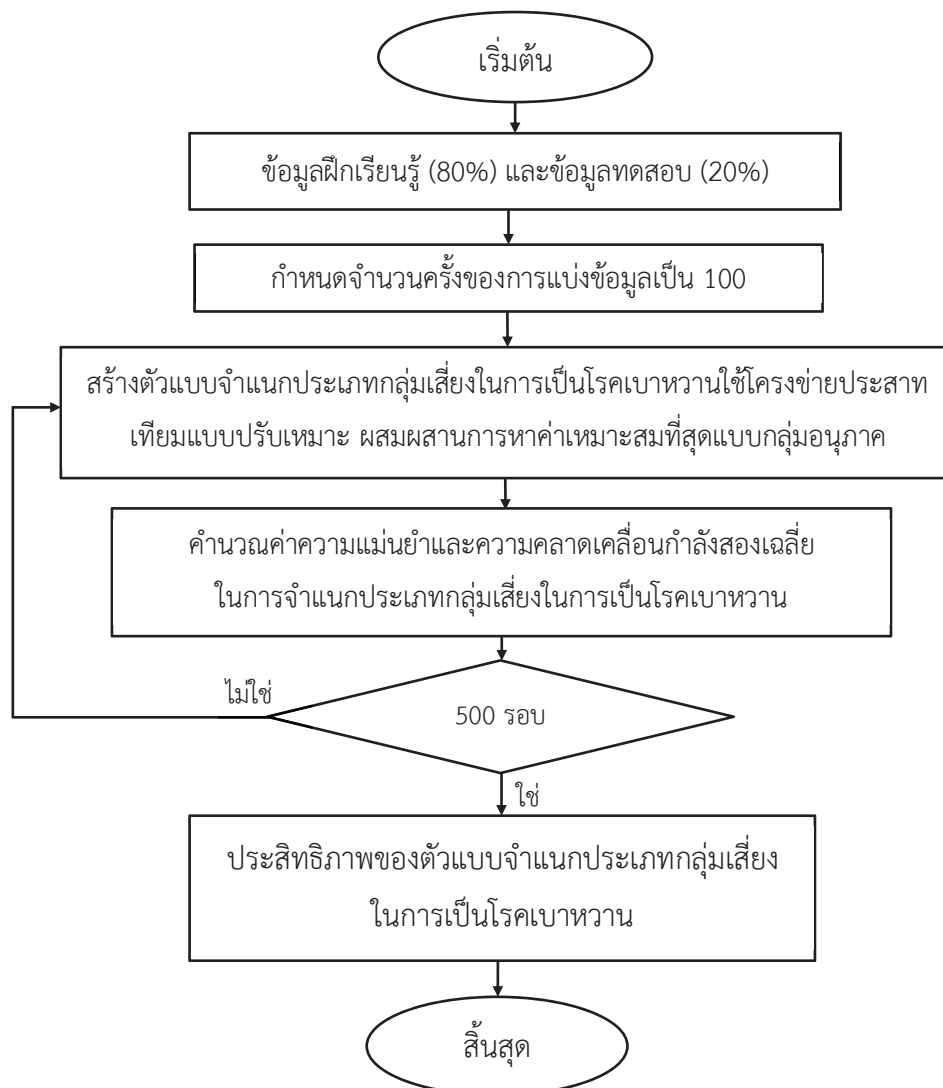 เริ่มต้น
ข้อมูลฝึกเรียนรู้ (80%) และข้อมูลทดสอบ (20%)
กำหนดจำนวนครั้งของการแบ่งข้อมูลเป็น 100
สร้างตัวแบบจำแนกประเภทกลุ่มเสี่ยงในการเป็นโรคเบาหวานใช้โครงข่ายประสาท
เทียมแบบปรับเหมาะ ผสมผสานการหาค่าเหมาะสมที่สุดแบบกลุ่มอนุภาค
คำนวณค่าความแม่นยำและความคลาดเคลื่อนกำลังสองเฉลี่ย
ในการจำแนกประเภทกลุ่มเสี่ยงในการเป็นโรคเบาหวาน
ไม่ใช่
500 รอบ
ใช่
ประสิทธิภาพของตัวแบบจำแนกประเภทกลุ่มเสี่ยง
ในการเป็นโรคเบาหวาน
สิ้นสุด